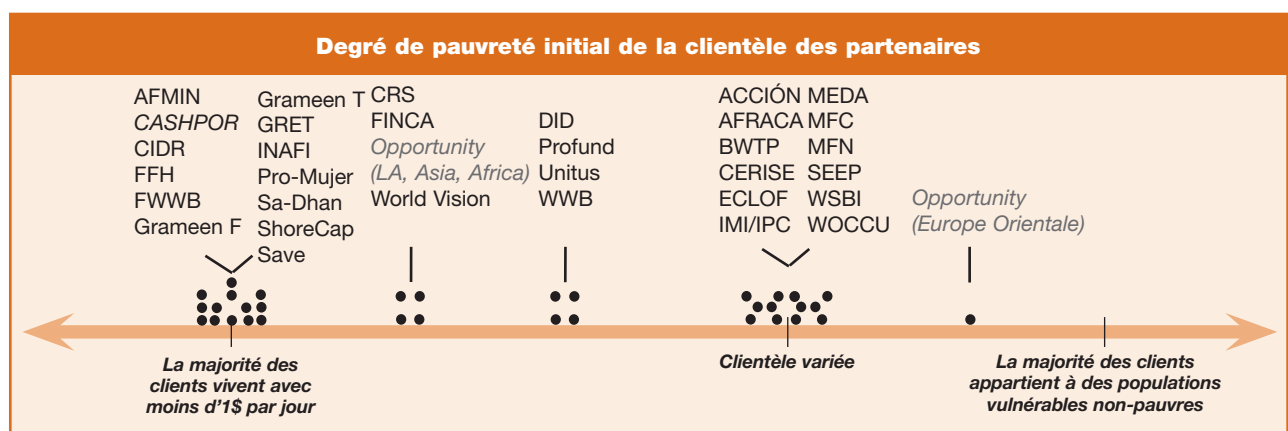 Degré de pauvreté initial de la clientèle des partenaires
AFMIN
CASHPOR
CIDR
FFH
FWWB
Grameen F
Grameen T
GRET
INAFI
Pro-Mujer
Sa-Dhan
ShoreCap
Save
CRS
FINCA
Opportunity
(LA, Asia, Africa)
World Vision
DID
Profund
Unitus
WWB
ACCIÓN
AFRACA
BWTP
CERISE
ECLOF
IMI/IPC
MEDA
MFC
MFN
SEEP
WSBI
WOCCU
Opportunity
(Europe Orientale)
La majorité des
clients vivent avec
moins d'1$ par jour
Clientèle variée
La majorité des clients
appartient à des populations
vulnérables non-pauvres